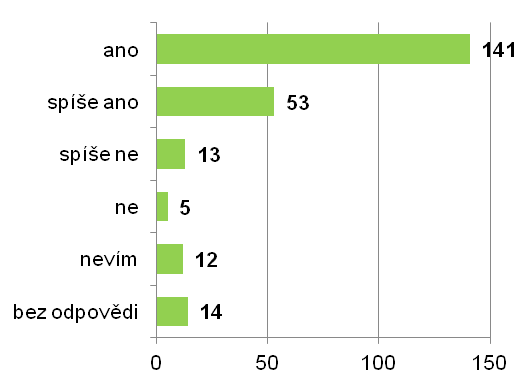 ano 141
spíše ano 53
spíše ne 13
ne 5
nevím 12
bez odpovědi 14
0 50 100 150